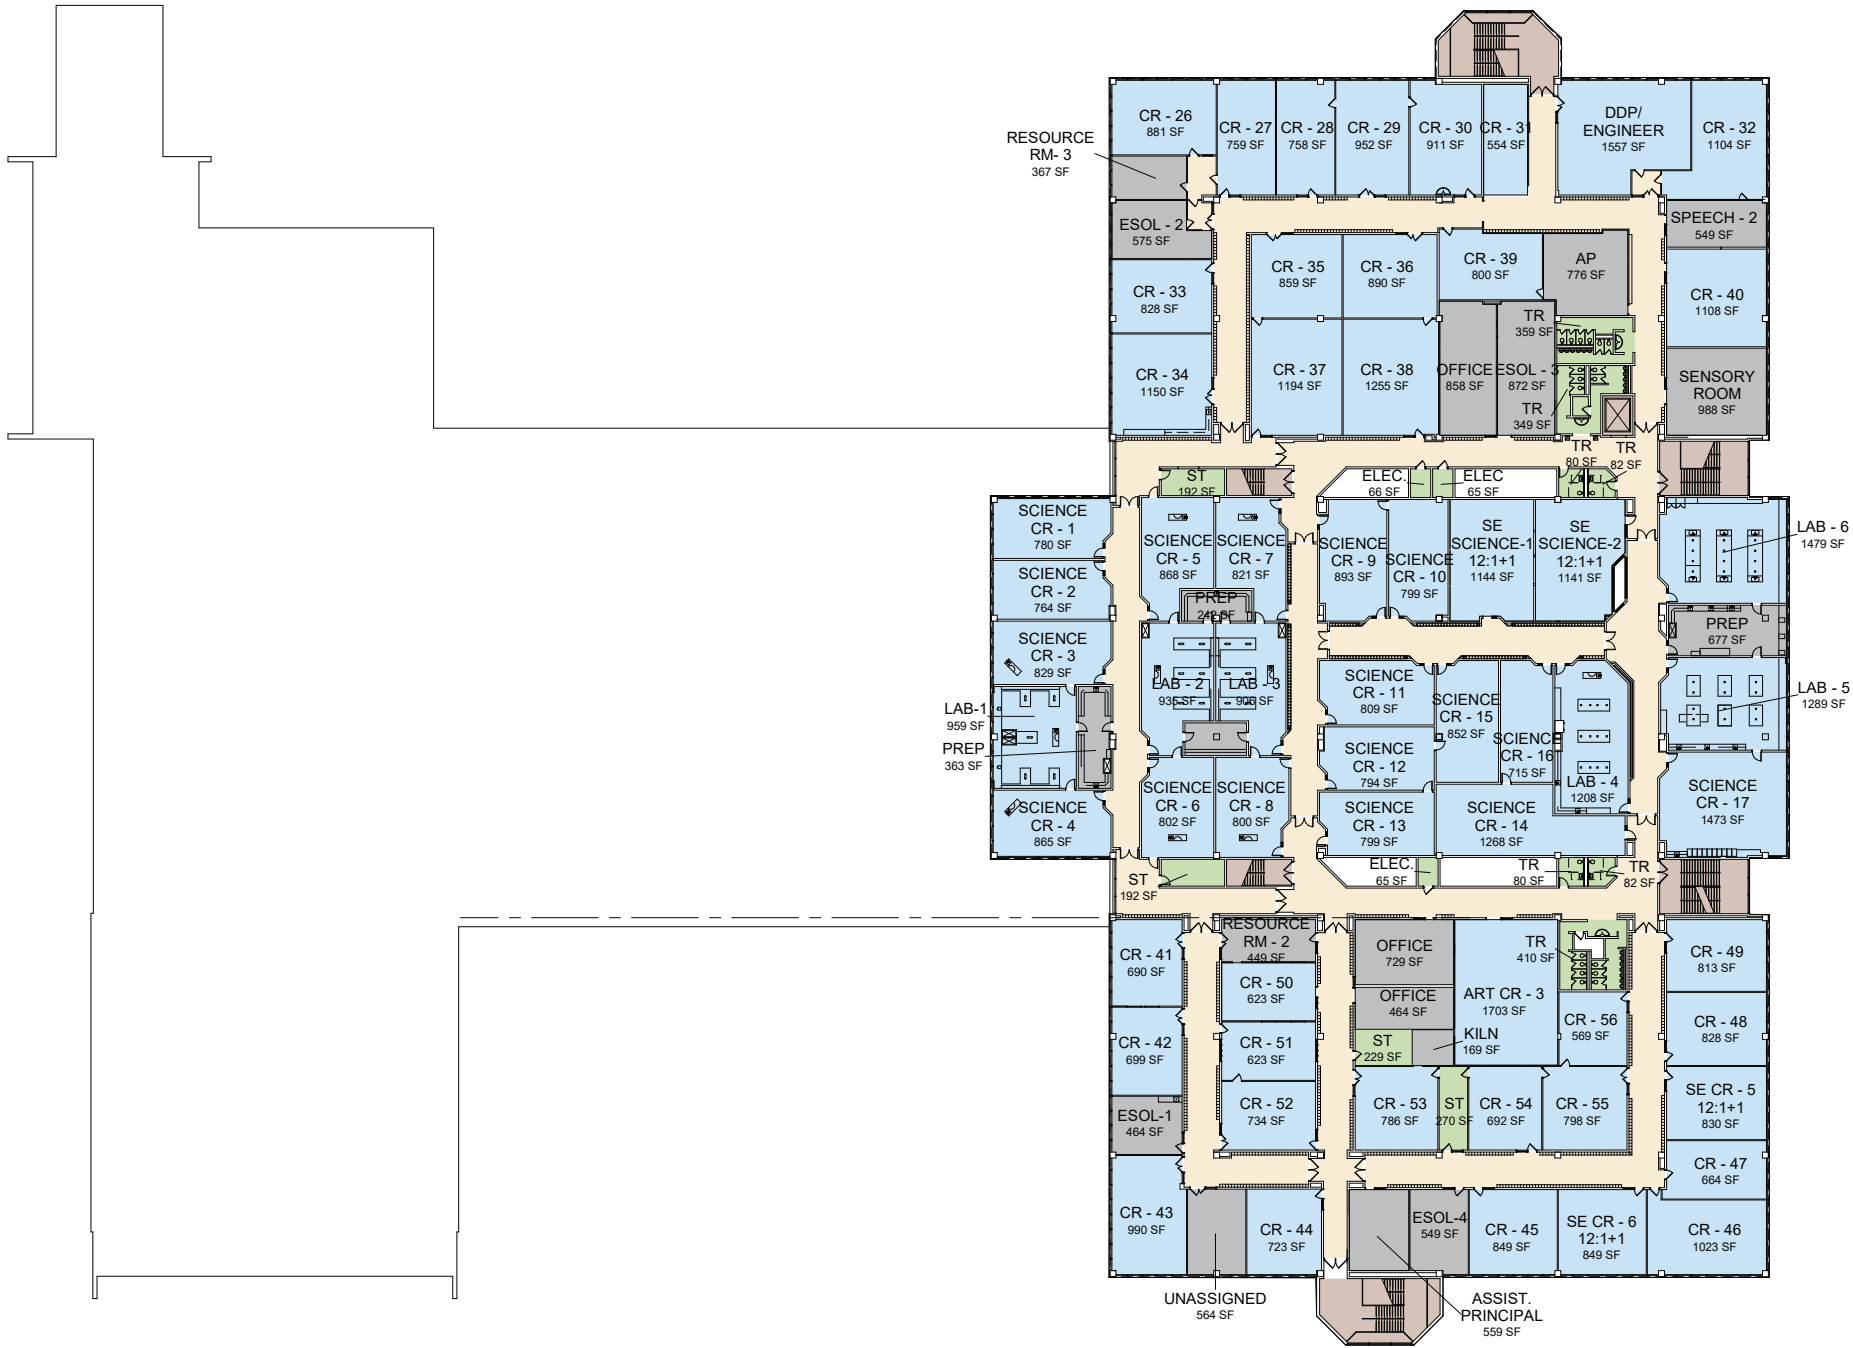 CR - 26
881 SF
CR - 27
759 SF
CR - 28
758 SF
CR - 29
952 SF
CR - 30
911 SF
CR - 31
554 SF
DDP/
ENGINEER
1557 SF
CR - 32
1104 SF
RESOURCE
RM- 3
367 SF
ESOL - 2
575 SF
SPEECH - 2
549 SF
CR - 33
828 SF
CR - 35
859 SF
CR - 36
890 SF
CR - 39
800 SF
AP
776 SF
CR - 40
1108 SF
TR
359 SF
CR - 34
1150 SF
CR - 37
1194 SF
CR - 38
1255 SF
OFFICE
858 SF
ESOL - 3
872 SF
TR
349 SF
SENSORY
ROOM
988 SF
TR
80 SF
TR
82 SF
ST
192 SF
ELEC.
66 SF
ELEC
65 SF
SCIENCE
CR - 1
780 SF
SCIENCE
CR - 5
868 SF
SCIENCE
CR - 7
821 SF
SCIENCE
CR - 9
893 SF
SCIENCE
CR - 10
799 SF
SE
SCIENCE-1
12:1+1
1144 SF
SE
SCIENCE-2
12:1+1
1141 SF
LAB - 6
1479 SF
SCIENCE
CR - 2
764 SF
PREP
242 SF
PREP
677 SF
SCIENCE
CR - 3
829 SF
LAB - 2
935 SF
LAB - 3
906 SF
SCIENCE
CR - 11
809 SF
SCIENCE
CR - 15
852 SF
SCIENCE
CR - 16
715 SF
LAB - 4
1208 SF
LAB - 5
1289 SF
LAB-1
959 SF
PREP
363 SF
SCIENCE
CR - 12
794 SF
SCIENCE
CR - 4
865 SF
SCIENCE
CR - 6
802 SF
SCIENCE
CR - 8
800 SF
SCIENCE
CR - 13
799 SF
SCIENCE
CR - 14
1268 SF
SCIENCE
CR - 17
1473 SF
ST
192 SF
ELEC.
65 SF
TR
80 SF
TR
82 SF
CR - 41
690 SF
RESOURCE
RM - 2
449 SF
OFFICE
729 SF
TR
410 SF
CR - 49
813 SF
CR - 50
623 SF
OFFICE
464 SF
ART CR - 3
1703 SF
CR - 56
569 SF
CR - 48
828 SF
CR - 42
699 SF
CR - 51
623 SF
ST
229 SF
KILN
169 SF
ESOL-1
464 SF
CR - 52
734 SF
CR - 53
786 SF
ST
270 SF
CR - 54
692 SF
CR - 55
798 SF
SE CR - 5
12:1+1
830 SF
CR - 47
664 SF
CR - 43
990 SF
CR - 44
723 SF
ESOL-4
549 SF
CR - 45
849 SF
SE CR - 6
12:1+1
849 SF
CR - 46
1023 SF
UNASSIGNED
564 SF
ASSIST.
PRINCIPAL
559 SF